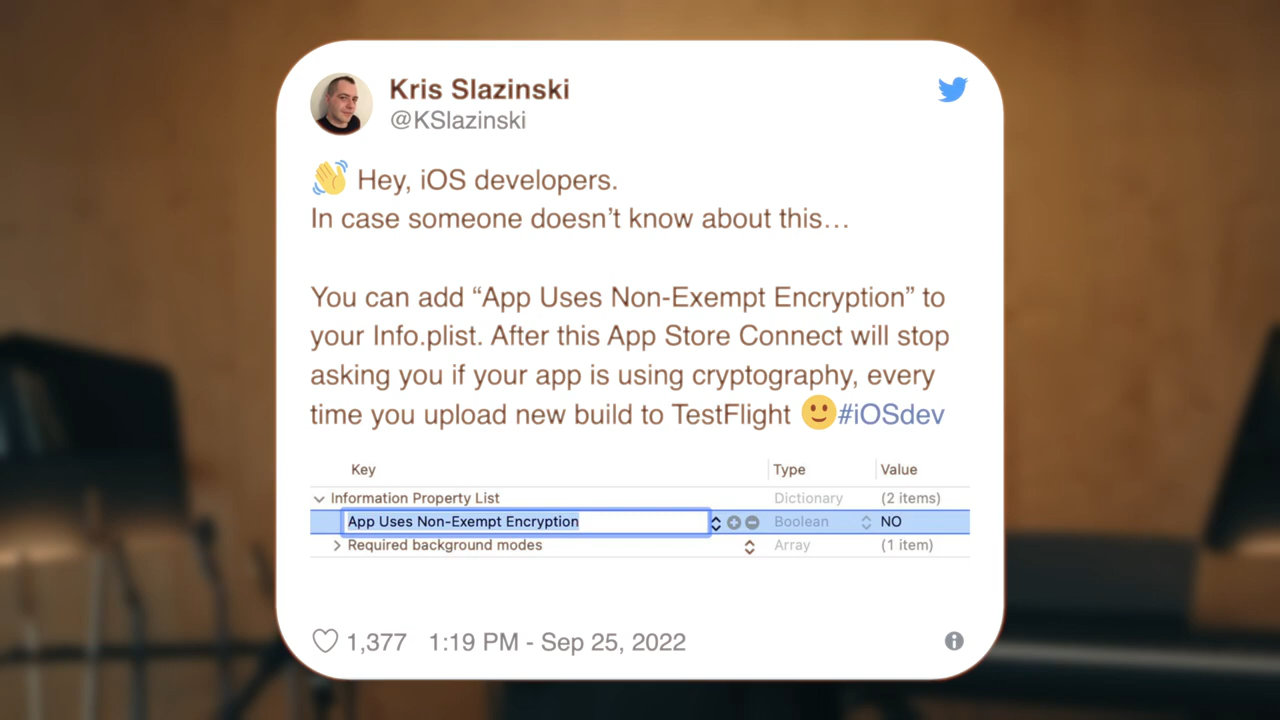 Kris Slazinski
@KSlazinski
👋 Hey, iOS developers.
In case someone doesn’t know about this…
You can add “App Uses Non-Exempt Encryption” to
your Info.plist. After this App Store Connect will stop
asking you if your app is using cryptography, every
time you upload new build to TestFlight 🙂#iOSdev
Key Type Value
Information Property List Dictionary (2 items)
App Uses Non-Exempt Encryption Boolean NO
Required background modes Array (1 item)
1,377 1:19 PM - Sep 25, 2022